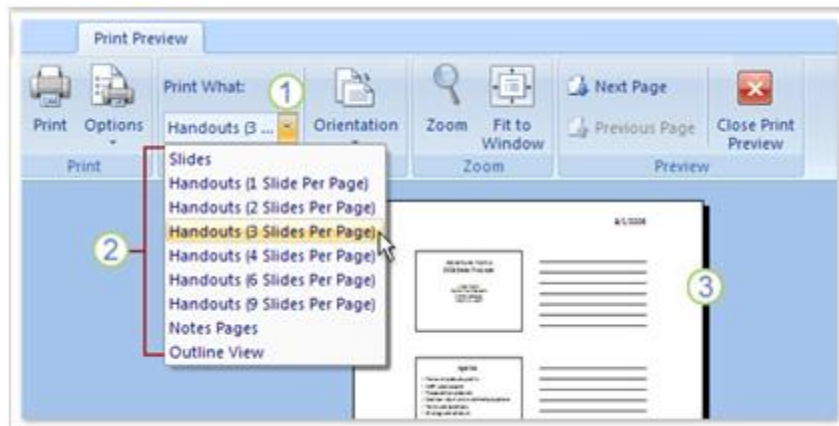 Print Preview
Print What:
1
Handouts (3 ...
Print
Options
Orientation
Zoom
Fit to
Window
Next Page
Previous Page
Close Print
Preview
Print
Zoom
Preview
Slides
Handouts (1 Slide Per Page)
Handouts (2 Slides Per Page)
Handouts (3 Slides Per Page)
Handouts (4 Slides Per Page)
Handouts (6 Slides Per Page)
Handouts (9 Slides Per Page)
Notes Pages
Outline View
2
3
Agenda